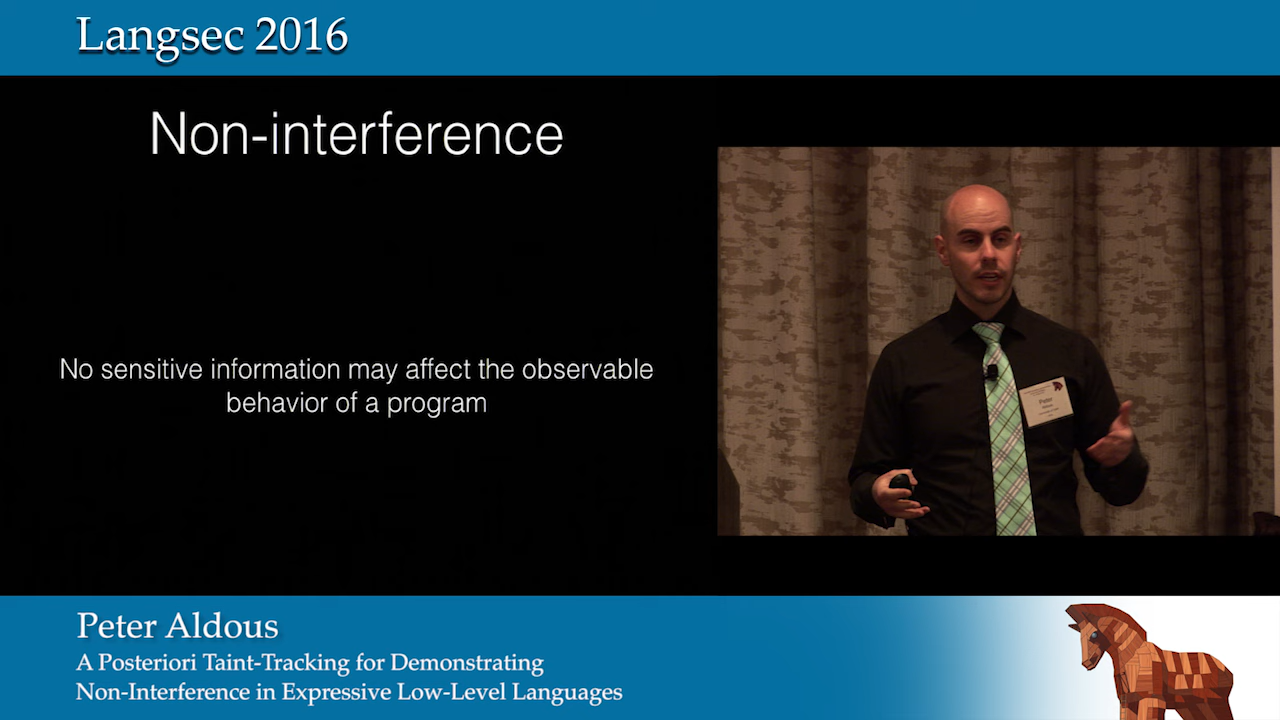 Langsec 2016
Non-interference
No sensitive information may affect the observable
behavior of a program
Peter
Peter Aldous
A Posteriori Taint-Tracking for Demonstrating
Non-Interference in Expressive Low-Level Languages